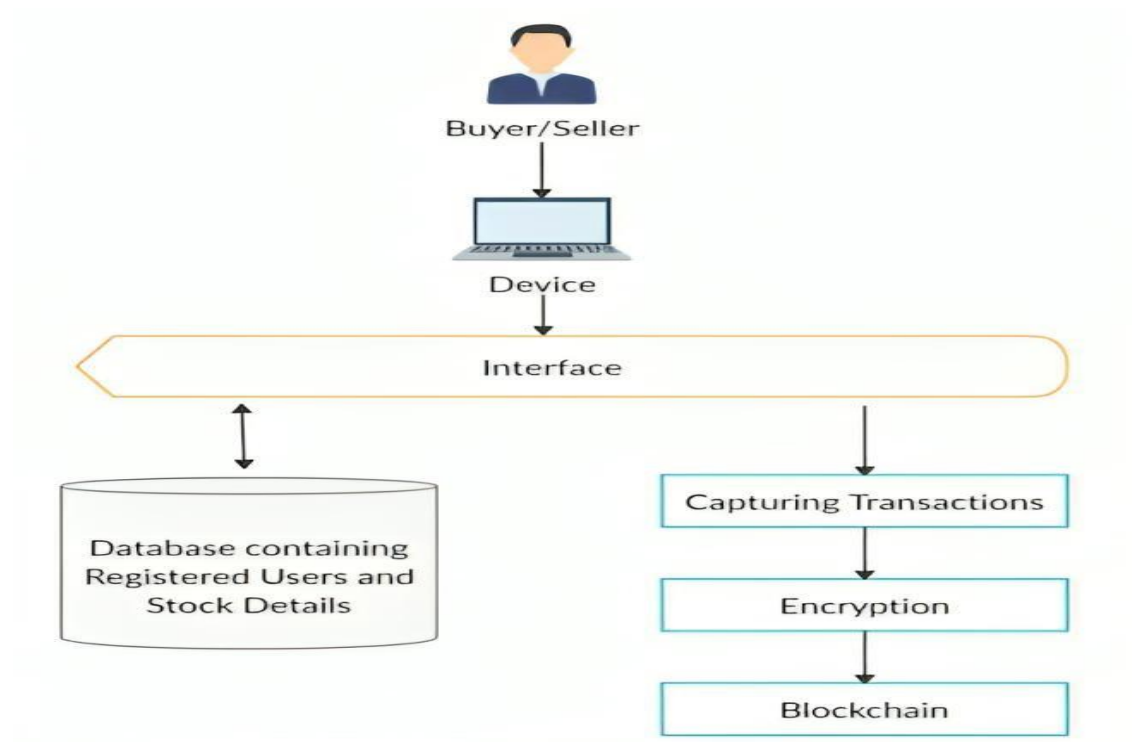 Buyer/Seller
Device
Interface
Database containing
Registered Users and
Stock Details
Capturing Transactions
Encryption
Blockchain